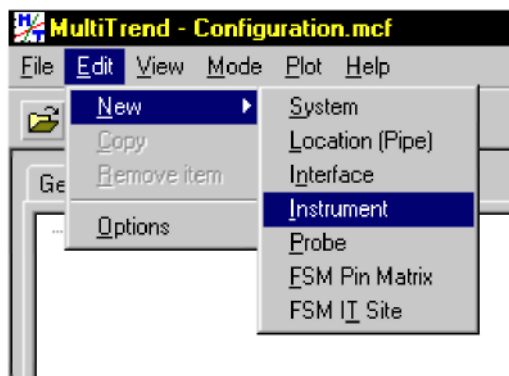 MultiTrend - Configuration.mcf
File Edit View Mode Plot Help
New
Copy
Remove item
Options
System
Location (Pipe)
Interface
Instrument
Probe
FSM Pin Matrix
FSM IT Site
Ge